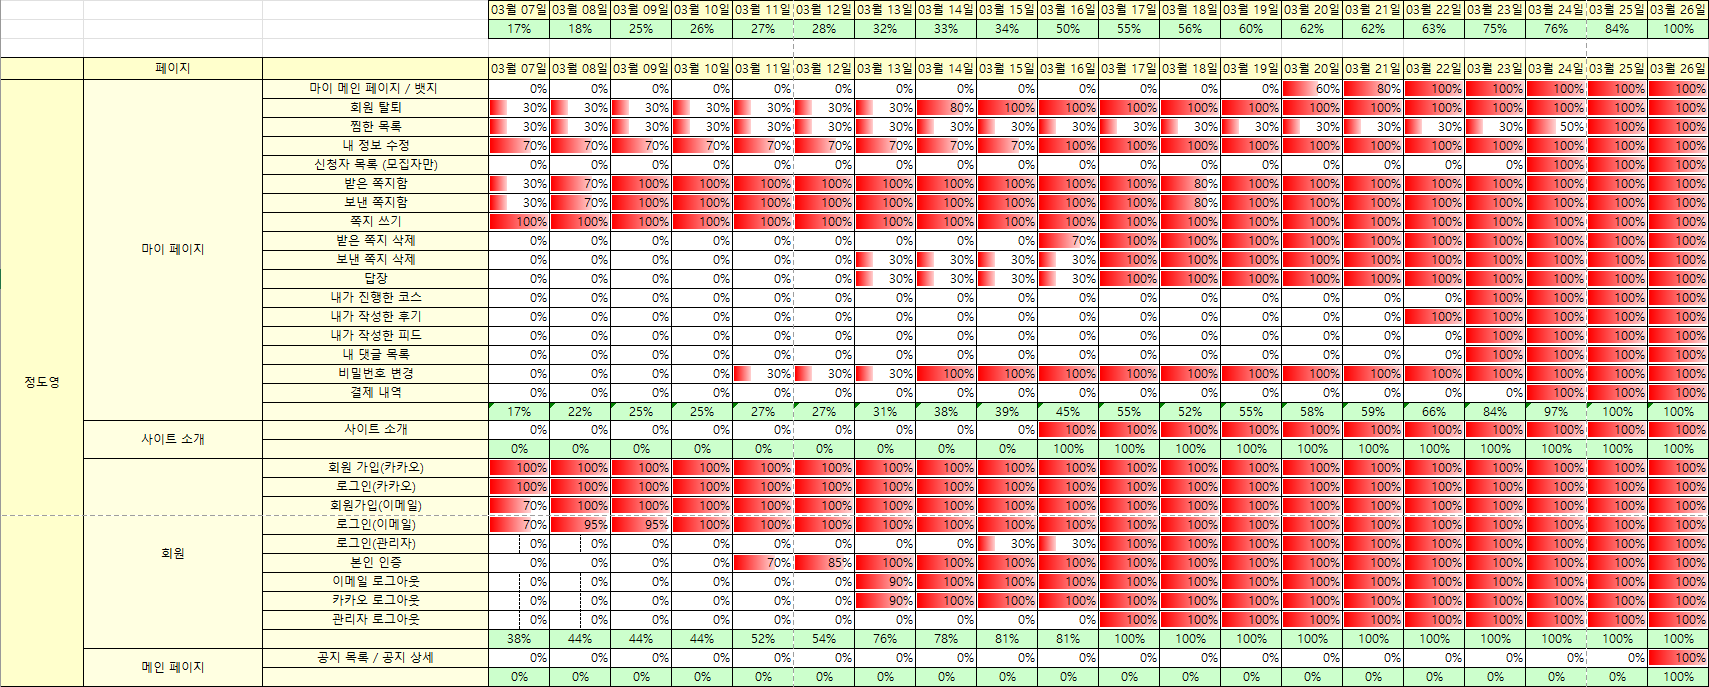 03월 07일 03월 08일 03월 09일 03월 10일 03월 11일 03월 12일 03월 13일 03월 14일 03월 15일 03월 16일 03월 17일 03월 18일 03월 19일 03월 20일 03월 21일 03월 22일 03월 23일 03월 24일 03월 25일 03월 26일
17% 18% 25% 26% 27% 28% 32% 33% 34% 50% 55% 56% 60% 62% 62% 63% 75% 76% 84% 100%
페이지 03월 07일 03월 08일 03월 09일 03월 10일 03월 11일 03월 12일 03월 13일 03월 14일 03월 15일 03월 16일 03월 17일 03월 18일 03월 19일 03월 20일 03월 21일 03월 22일 03월 23일 03월 24일 03월 25일 03월 26일
마이 메인 페이지 / 뱃지 0% 0% 0% 0% 0% 0% 0% 0% 0% 0% 0% 0% 0% 60% 80% 100% 100% 100% 100% 100%
회원 탈퇴 30% 30% 30% 30% 30% 30% 30% 80% 100% 100% 100% 100% 100% 100% 100% 100% 100% 100% 100% 100%
찜한 목록 30% 30% 30% 30% 30% 30% 30% 30% 30% 30% 30% 30% 30% 30% 30% 30% 30% 50% 100% 100%
내 정보 수정 70% 70% 70% 70% 70% 70% 70% 70% 70% 100% 100% 100% 100% 100% 100% 100% 100% 100% 100% 100%
신청자 목록 (모집자만) 0% 0% 0% 0% 0% 0% 0% 0% 0% 0% 0% 0% 0% 0% 0% 0% 0% 100% 100% 100%
받은 쪽지함 30% 70% 100% 100% 100% 100% 100% 100% 100% 100% 100% 80% 100% 100% 100% 100% 100% 100% 100% 100%
보낸 쪽지함 30% 70% 100% 100% 100% 100% 100% 100% 100% 100% 100% 80% 100% 100% 100% 100% 100% 100% 100% 100%
쪽지 쓰기 100% 100% 100% 100% 100% 100% 100% 100% 100% 100% 100% 100% 100% 100% 100% 100% 100% 100% 100% 100%
받은 쪽지 삭제 0% 0% 0% 0% 0% 0% 0% 0% 0% 70% 100% 100% 100% 100% 100% 100% 100% 100% 100% 100%
마이 페이지
보낸 쪽지 삭제 0% 0% 0% 0% 0% 0% 30% 30% 30% 30% 100% 100% 100% 100% 100% 100% 100% 100% 100% 100%
답장 0% 0% 0% 0% 0% 0% 30% 30% 30% 30% 100% 100% 100% 100% 100% 100% 100% 100% 100% 100%
내가 진행한 코스 0% 0% 0% 0% 0% 0% 0% 0% 0% 0% 0% 0% 0% 0% 0% 0% 100% 100% 100% 100%
내가 작성한 후기 0% 0% 0% 0% 0% 0% 0% 0% 0% 0% 0% 0% 0% 0% 0% 100% 100% 100% 100% 100%
내가 작성한 피드 0% 0% 0% 0% 0% 0% 0% 0% 0% 0% 0% 0% 0% 0% 0% 0% 100% 100% 100% 100%
내 댓글 목록 0% 0% 0% 0% 0% 0% 0% 0% 0% 0% 0% 0% 0% 0% 0% 0% 100% 100% 100% 100%
비밀번호 변경 0% 0% 0% 0% 30% 30% 30% 100% 100% 100% 100% 100% 100% 100% 100% 100% 100% 100% 100% 100%
정도영
결제 내역 0% 0% 0% 0% 0% 0% 0% 0% 0% 0% 0% 0% 0% 0% 0% 0% 0% 100% 100% 100%
17% 22% 25% 25% 27% 27% 31% 38% 39% 45% 55% 52% 55% 58% 59% 66% 84% 97% 100% 100%
사이트 소개 사이트 소개 0% 0% 0% 0% 0% 0% 0% 0% 0% 100% 100% 100% 100% 100% 100% 100% 100% 100% 100% 100%
0% 0% 0% 0% 0% 0% 0% 0% 0% 100% 100% 100% 100% 100% 100% 100% 100% 100% 100% 100%
회원 가입(카카오) 100% 100% 100% 100% 100% 100% 100% 100% 100% 100% 100% 100% 100% 100% 100% 100% 100% 100% 100% 100%
로그인(카카오) 100% 100% 100% 100% 100% 100% 100% 100% 100% 100% 100% 100% 100% 100% 100% 100% 100% 100% 100% 100%
회원가입(이메일) 70% 100% 100% 100% 100% 100% 100% 100% 100% 100% 100% 100% 100% 100% 100% 100% 100% 100% 100% 100%
로그인(이메일) 70% 95% 95% 100% 100% 100% 100% 100% 100% 100% 100% 100% 100% 100% 100% 100% 100% 100% 100% 100%
로그인(관리자) 0% 0% 0% 0% 0% 0% 0% 0% 30% 30% 100% 100% 100% 100% 100% 100% 100% 100% 100% 100%
회원
본인 인증 0% 0% 0% 0% 70% 85% 100% 100% 100% 100% 100% 100% 100% 100% 100% 100% 100% 100% 100% 100%
이메일 로그아웃 0% 0% 0% 0% 0% 0% 90% 100% 100% 100% 100% 100% 100% 100% 100% 100% 100% 100% 100% 100%
카카오 로그아웃 0% 0% 0% 0% 0% 0% 90% 100% 100% 100% 100% 100% 100% 100% 100% 100% 100% 100% 100% 100%
관리자 로그아웃 0% 0% 0% 0% 0% 0% 0% 0% 0% 0% 100% 100% 100% 100% 100% 100% 100% 100% 100% 100%
38% 44% 44% 44% 52% 54% 76% 78% 81% 81% 100% 100% 100% 100% 100% 100% 100% 100% 100% 100%
메인 페이지 공지 목록 / 공지 상세 0% 0% 0% 0% 0% 0% 0% 0% 0% 0% 0% 0% 0% 0% 0% 0% 0% 0% 0% 100%
0% 0% 0% 0% 0% 0% 0% 0% 0% 0% 0% 0% 0% 0% 0% 0% 0% 0% 0% 100%